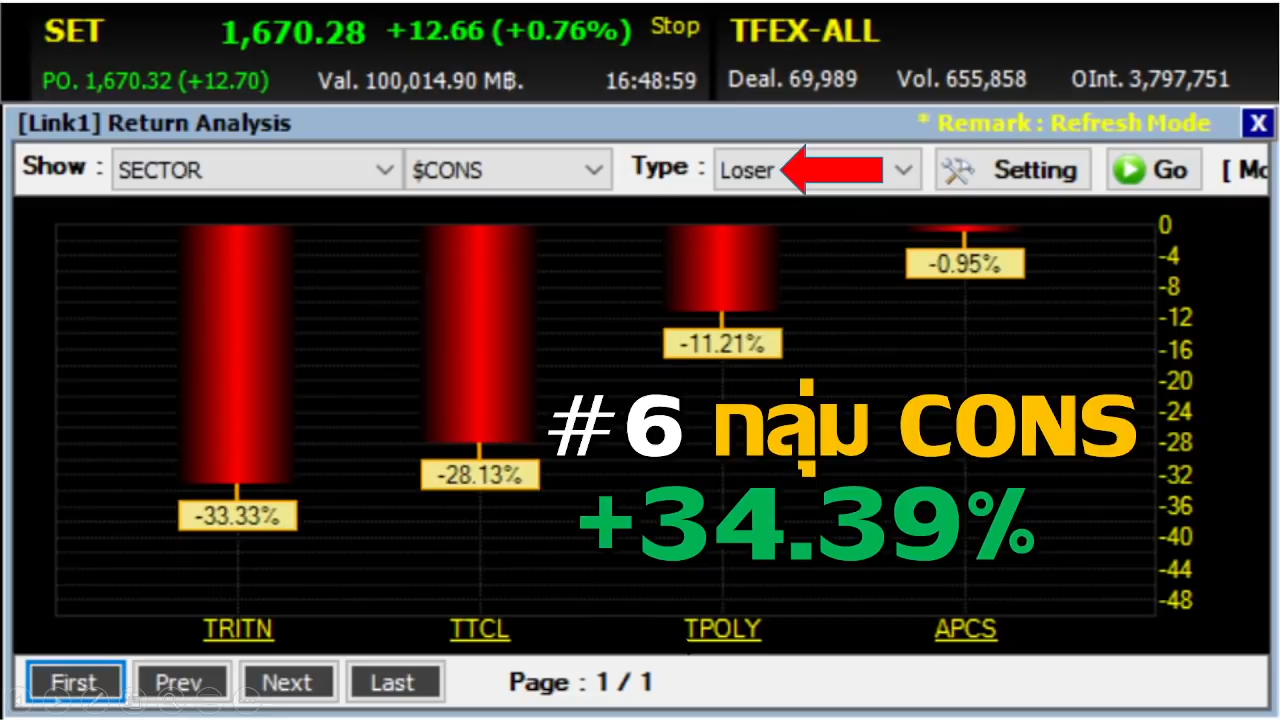 SET 1,670.28 +12.66 (+0.76%) Stop TFEX-ALL
PO. 1,670.32 (+12.70) Val. 100,014.90 M฿. 16:48:59 Deal. 69,989 Vol. 655,858 OInt. 3,797,751
[Link1] Return Analysis * Remark : Refresh Mode X
Show : SECTOR $CONS Type : Loser Setting Go [ Mo
0
-4
-0.95%
-8
-12
-11.21%
-16
-20
#6 กลุ่ม CONS
-24
-28
-28.13%
-32
-33.33%
+34.39%
-36
-40
-44
-48
TRITN TTCL TPOLY APCS
First Prev Next Last Page : 1 / 1